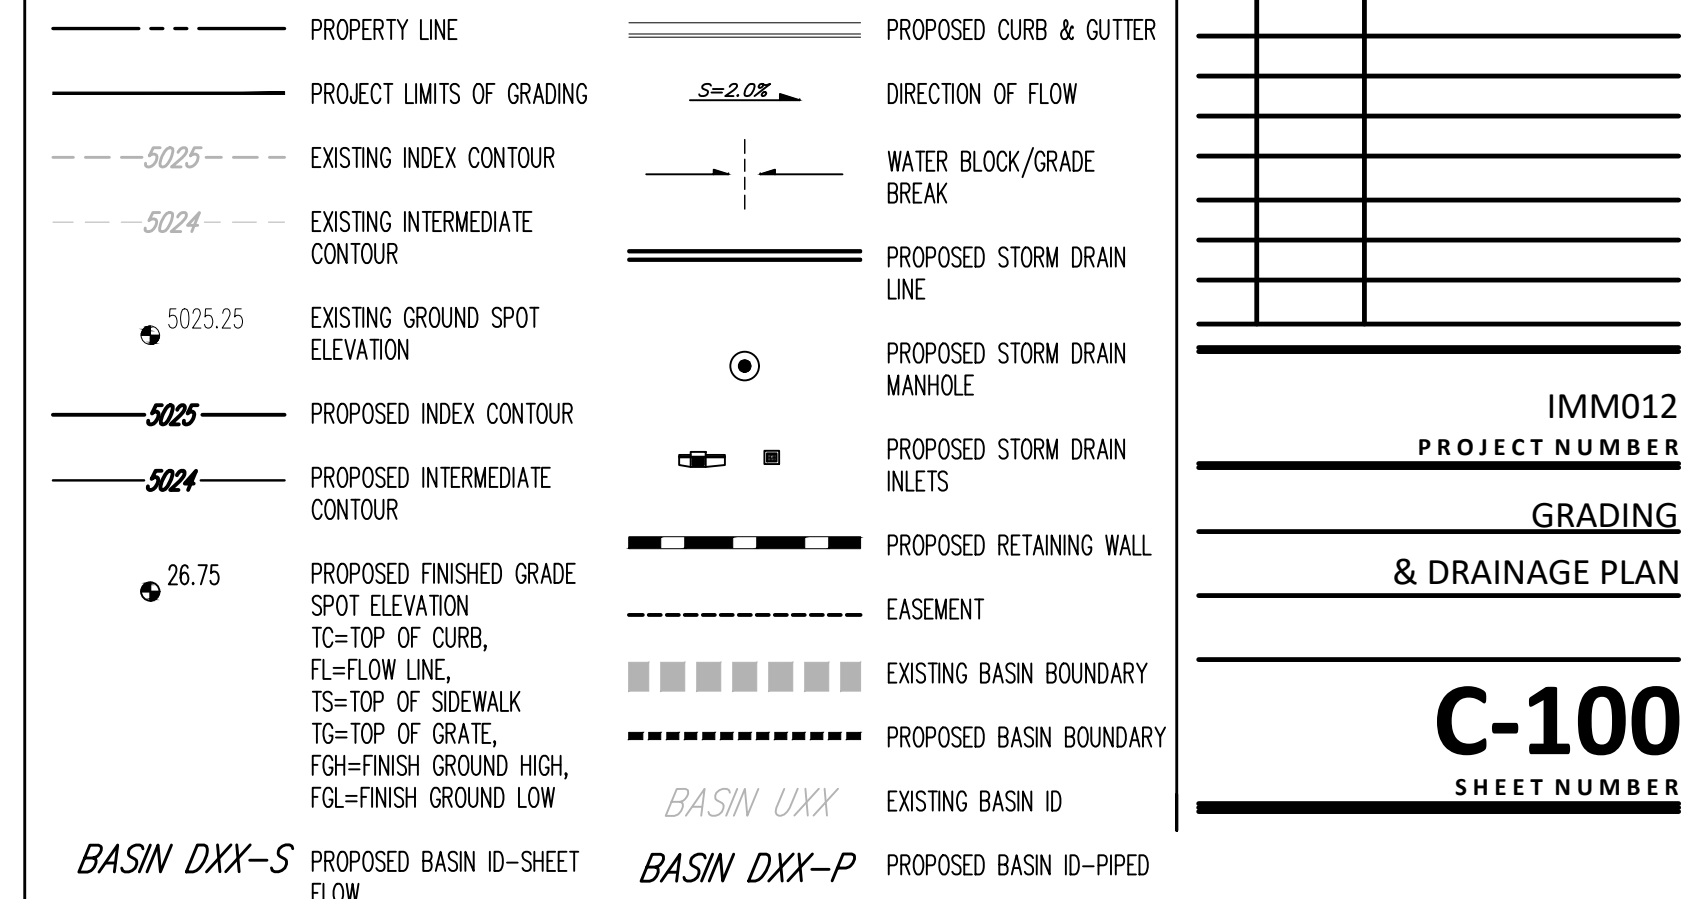 PROPERTY LINE
PROJECT LIMITS OF GRADING
5025
EXISTING INDEX CONTOUR
5024
EXISTING INTERMEDIATE
CONTOUR
5025.25
EXISTING GROUND SPOT
ELEVATION
5025
PROPOSED INDEX CONTOUR
5024
PROPOSED INTERMEDIATE
CONTOUR
26.75
PROPOSED FINISHED GRADE
SPOT ELEVATION
TC=TOP OF CURB,
FL=FLOW LINE,
TS=TOP OF SIDEWALK
TG=TOP OF GRATE,
FGH=FINISH GROUND HIGH,
FGL=FINISH GROUND LOW
BASIN DXX-S
PROPOSED BASIN ID-SHEET
FLOW
PROPOSED CURB & GUTTER
S=2.0%
DIRECTION OF FLOW
WATER BLOCK/GRADE
BREAK
PROPOSED STORM DRAIN
LINE
PROPOSED STORM DRAIN
MANHOLE
PROPOSED STORM DRAIN
INLETS
PROPOSED RETAINING WALL
EASEMENT
EXISTING BASIN BOUNDARY
PROPOSED BASIN BOUNDARY
BASIN UXX
EXISTING BASIN ID
BASIN DXX-P
PROPOSED BASIN ID-PIPED
IMM012
PROJECT NUMBER
GRADING
& DRAINAGE PLAN
C-100
SHEET NUMBER